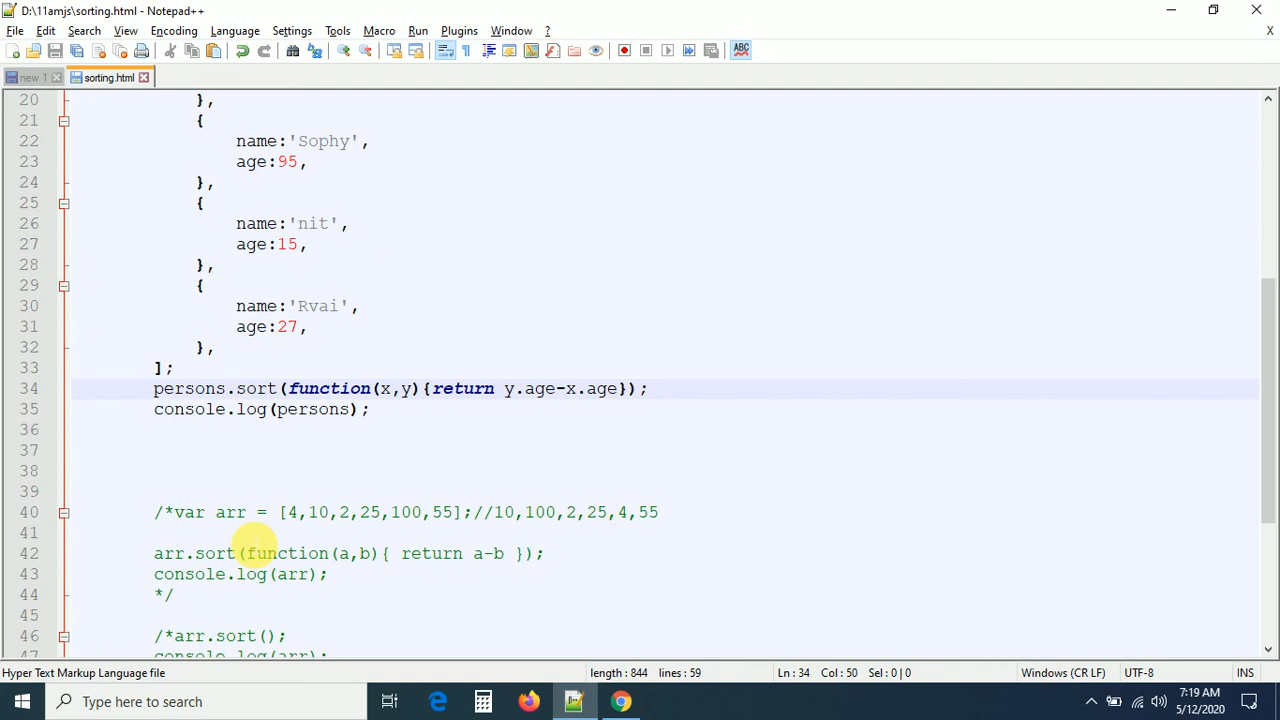 D:\11amjs\sorting.html - Notepad++
File Edit Search View Encoding Language Settings Tools Macro Run Plugins Window ? X
new 1 sorting.html
20 },
21 {
22 name:'Sophy',
23 age:95,
24 },
25 {
26 name:'nit',
27 age:15,
28 },
29 {
30 name:'Rvai',
31 age:27,
32 },
33 ];
34 persons.sort(function(x,y){return y.age-x.age});
35 console.log(persons);
36
37
38
39
40 /*var arr = [4,10,2,25,100,55];//10,100,2,25,4,55
41
42 arr.sort(function(a,b){ return a-b });
43 console.log(arr);
44 */
45
46 /*arr.sort();
47 console.log(arr);
Hyper Text Markup Language file length : 844 lines : 59 Ln : 34 Col : 50 Sel : 0 | 0 Windows (CR LF) UTF-8 INS
Type here to search
7:19 AM
5/12/2020